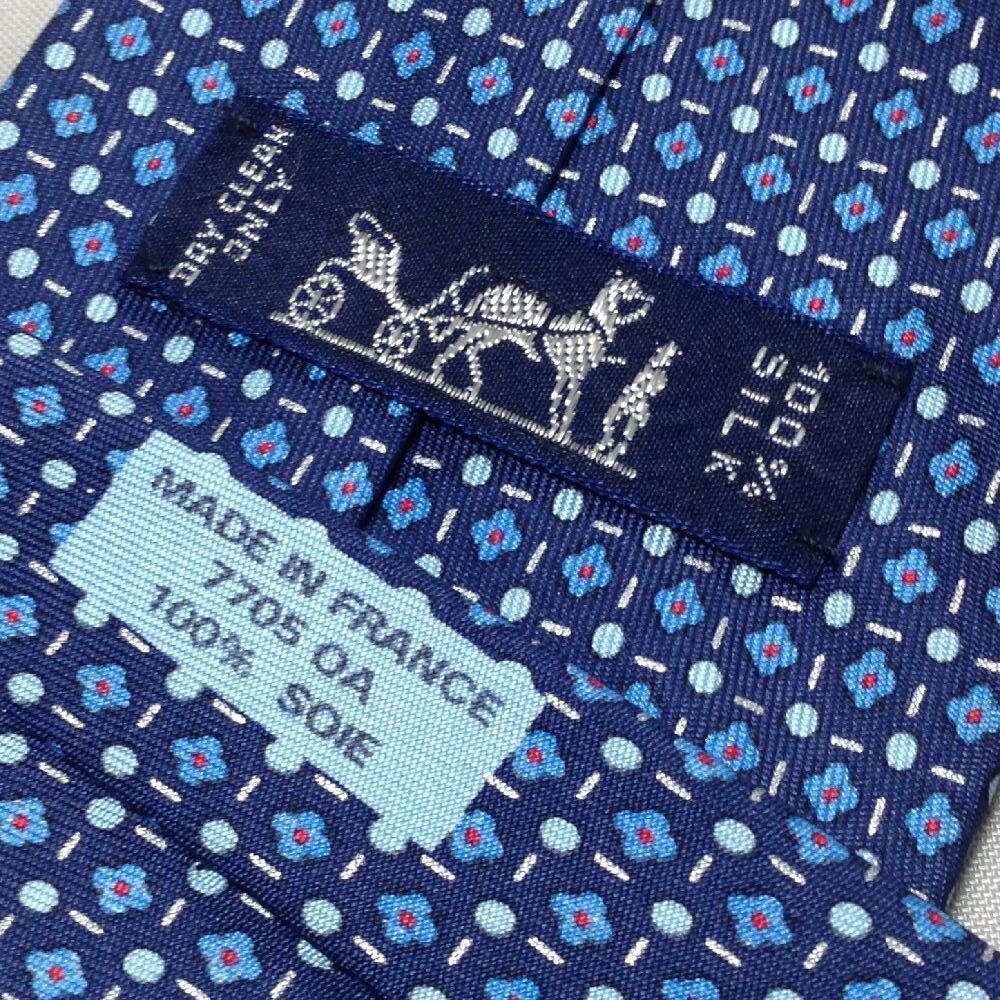 DRY CLEAN
ONLY
100%
SILK
MADE IN FRANCE
7705 OA
100% SOIE